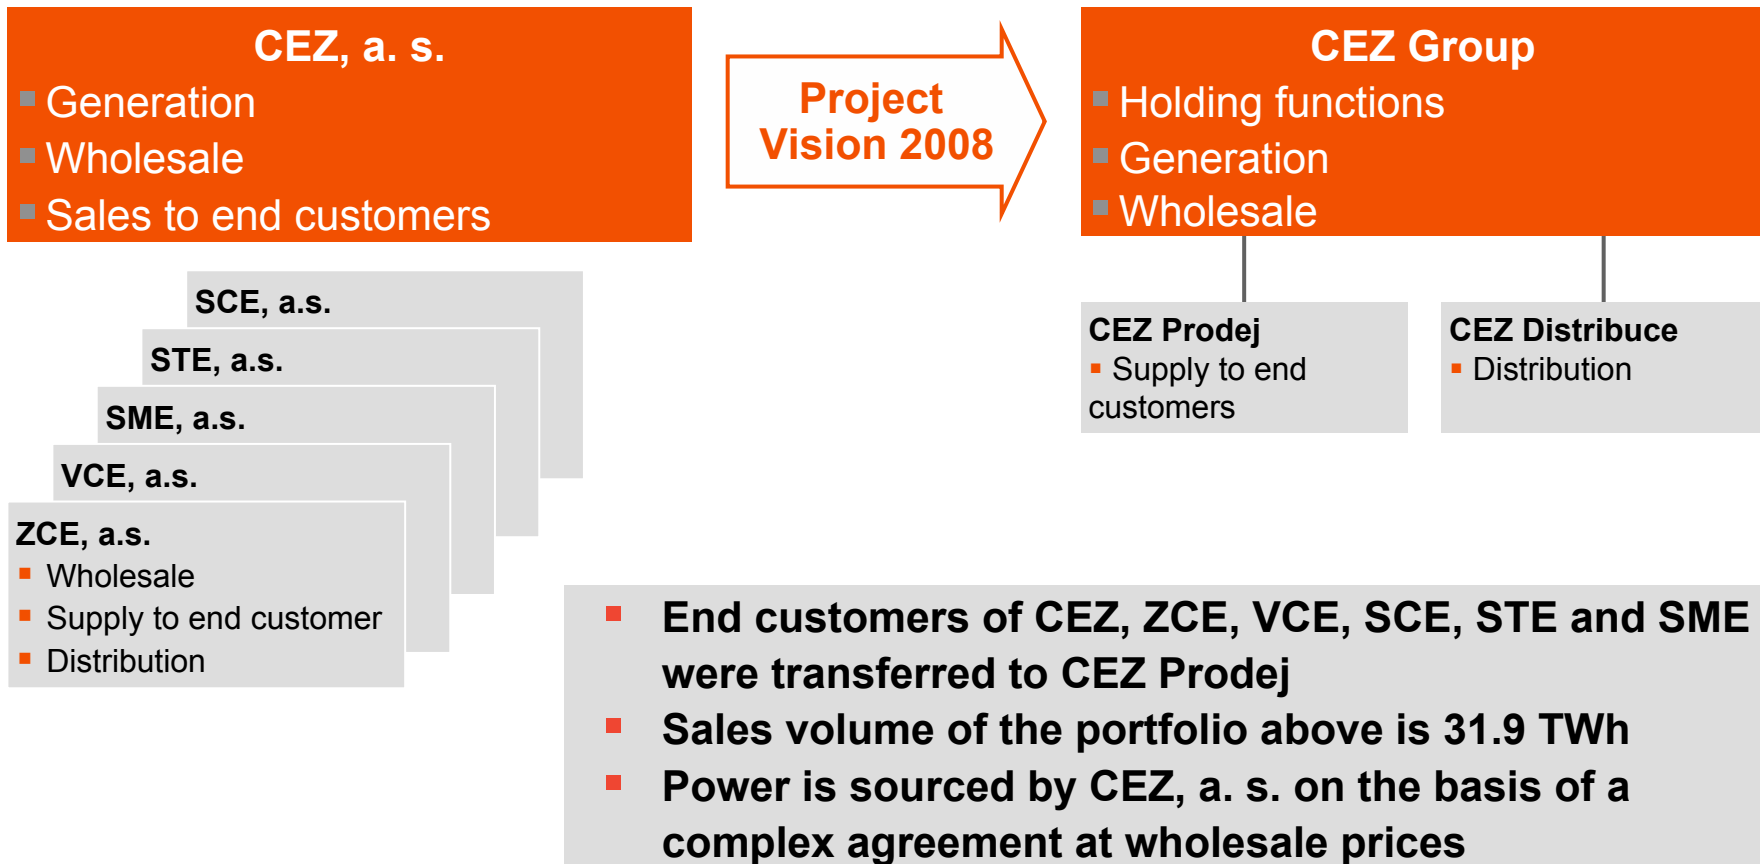 CEZ, a. s.
Generation
Wholesale
Sales to end customers
Project
Vision 2008
CEZ Group
Holding functions
Generation
Wholesale
SCE, a.s.
STE, a.s.
SME, a.s.
VCE, a.s.
ZCE, a.s.
Wholesale
Supply to end customer
Distribution
CEZ Prodej
Supply to end
customers
CEZ Distribuce
Distribution
End customers of CEZ, ZCE, VCE, SCE, STE and SME
were transferred to CEZ Prodej
Sales volume of the portfolio above is 31.9 TWh
Power is sourced by CEZ, a. s. on the basis of a
complex agreement at wholesale prices